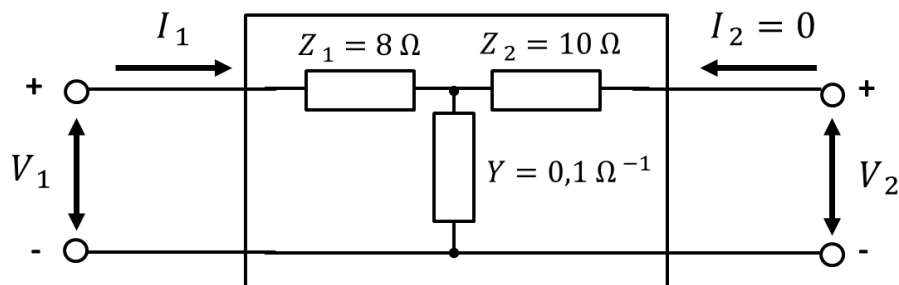 I₁
Z₁ = 8 Ω
Z₂ = 10 Ω
I₂ = 0
+
+
V₁
Y = 0,1 Ω⁻¹
V₂
-
-